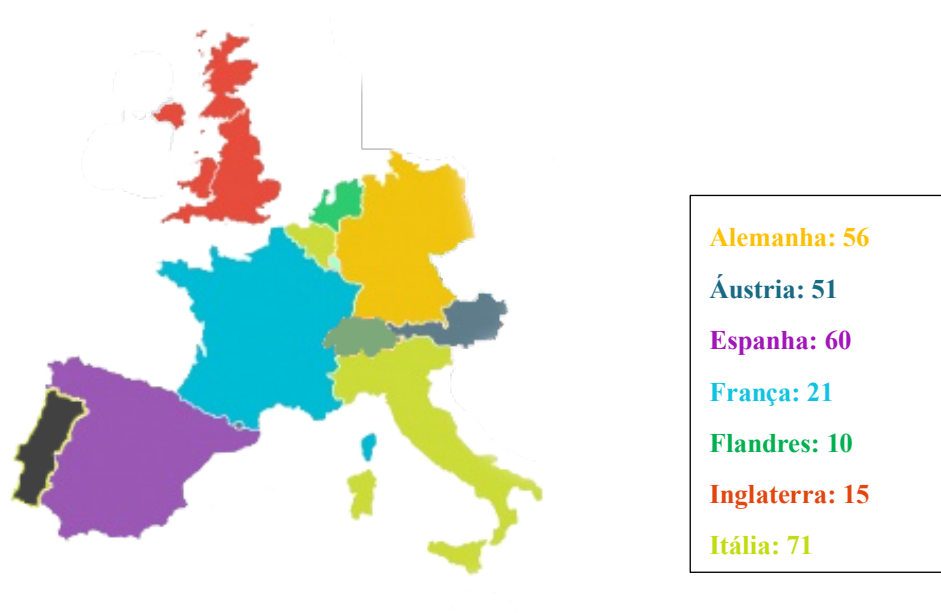 Alemanha: 56
Áustria: 51
Espanha: 60
França: 21
Flandres: 10
Inglaterra: 15
Itália: 71